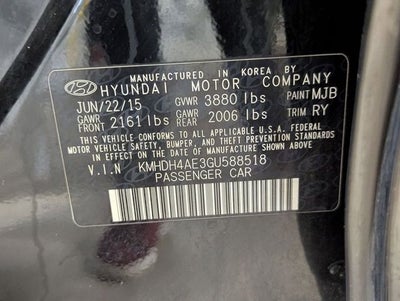 MANUFACTURED IN KOREA BY
HYUNDAI MOTOR COMPANY
JUN/22/15 GVWR 3880 lbs PAINT MJB
GAWR FRONT 2161 lbs GAWR REAR 2006 lbs TRIM RY
THIS VEHICLE CONFORMS TO ALL APPLICABLE U.S.A. FEDERAL
MOTOR VEHICLE SAFETY, BUMPER, AND THEFT PREVENTION STANDARDS
IN EFFECT ON THE DATE OF MANUFACTURE SHOWN ABOVE.
V.I.N KMHDH4AE3GU588518
PASSENGER CAR